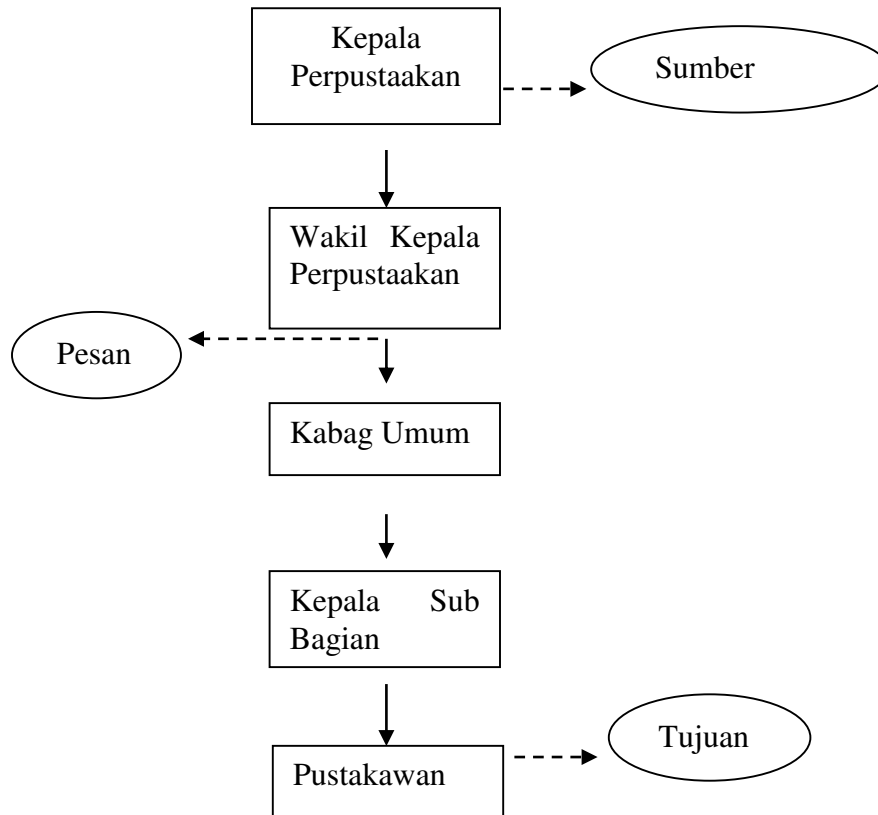 Kepala
Perpustaakan
Sumber
Wakil Kepala
Perpustaakan
Pesan
Kabag Umum
Kepala Sub
Bagian
Tujuan
Pustakawan